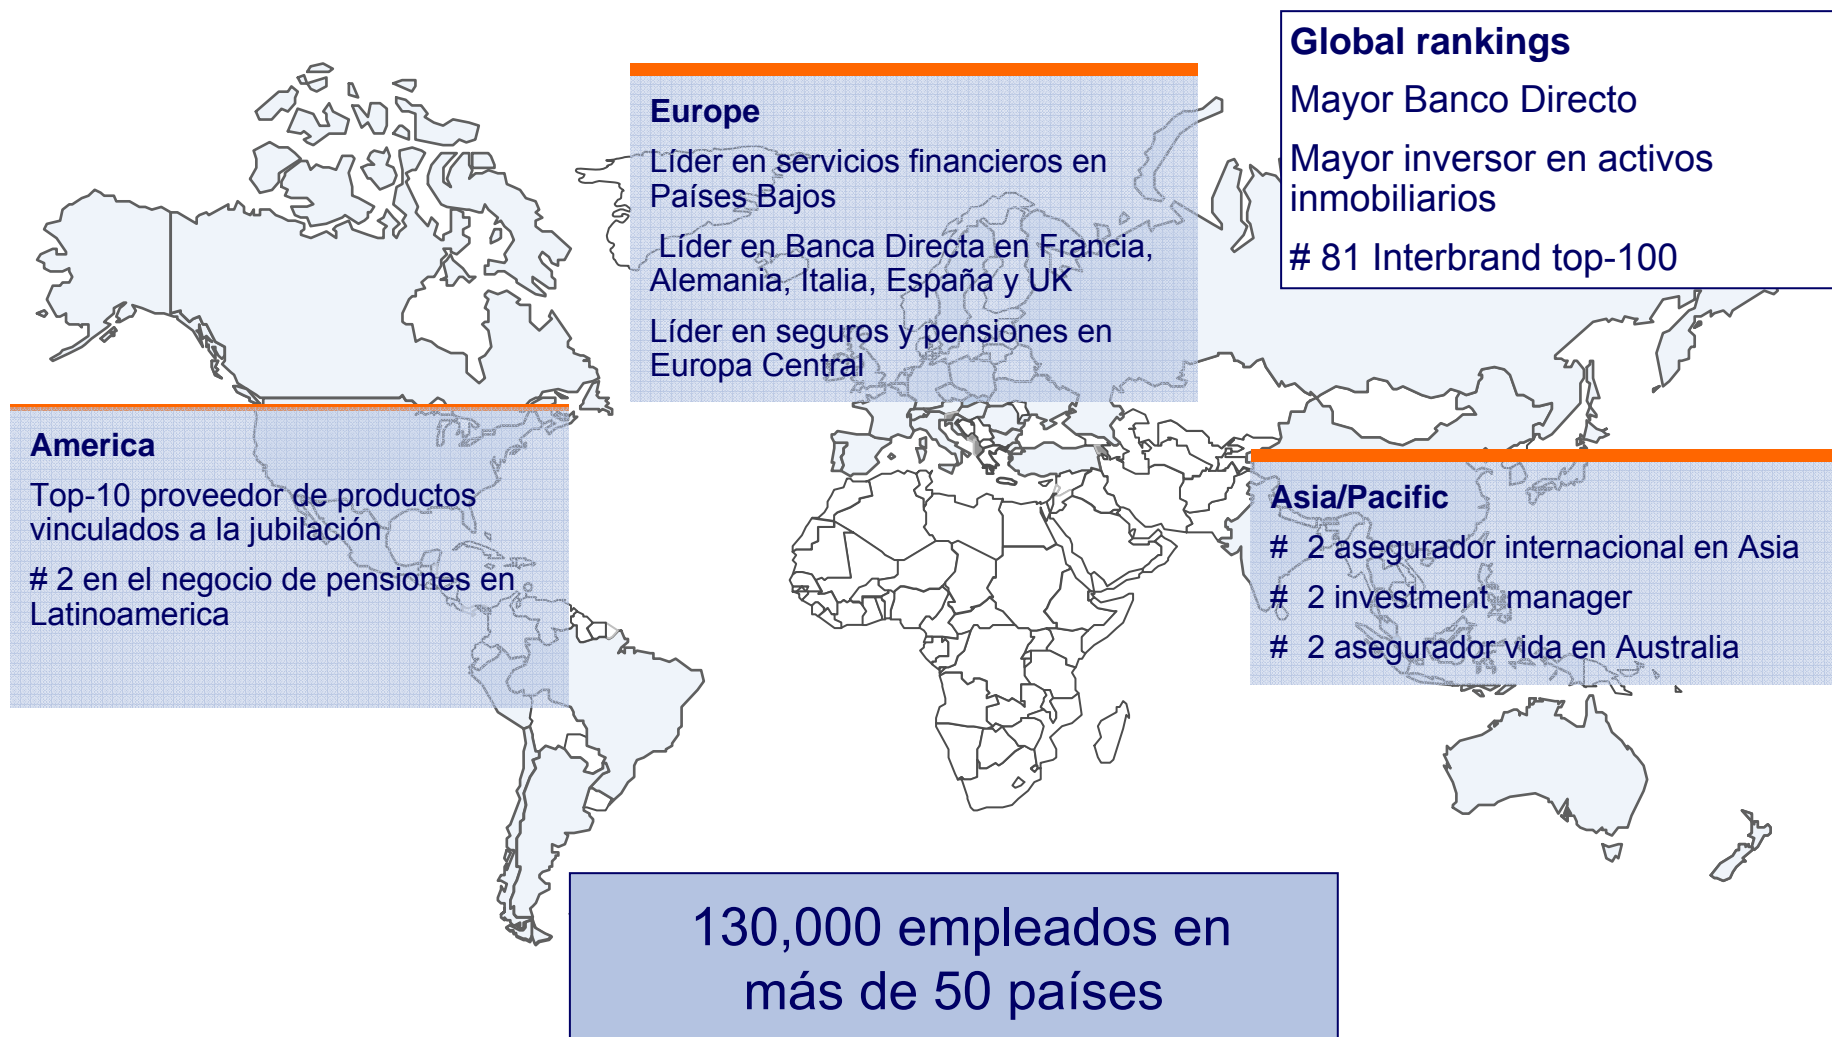 Global rankings
Mayor Banco Directo
Mayor inversor en activos
inmobiliarios
# 81 Interbrand top-100
Europe
Líder en servicios financieros en
Países Bajos
Líder en Banca Directa en Francia,
Alemania, Italia, España y UK
Líder en seguros y pensiones en
Europa Central
America
Top-10 proveedor de productos
vinculados a la jubilación
# 2 en el negocio de pensiones en
Latinoamerica
Asia/Pacific
# 2 asegurador internacional en Asia
# 2 investment manager
# 2 asegurador vida en Australia
130,000 empleados en
más de 50 países